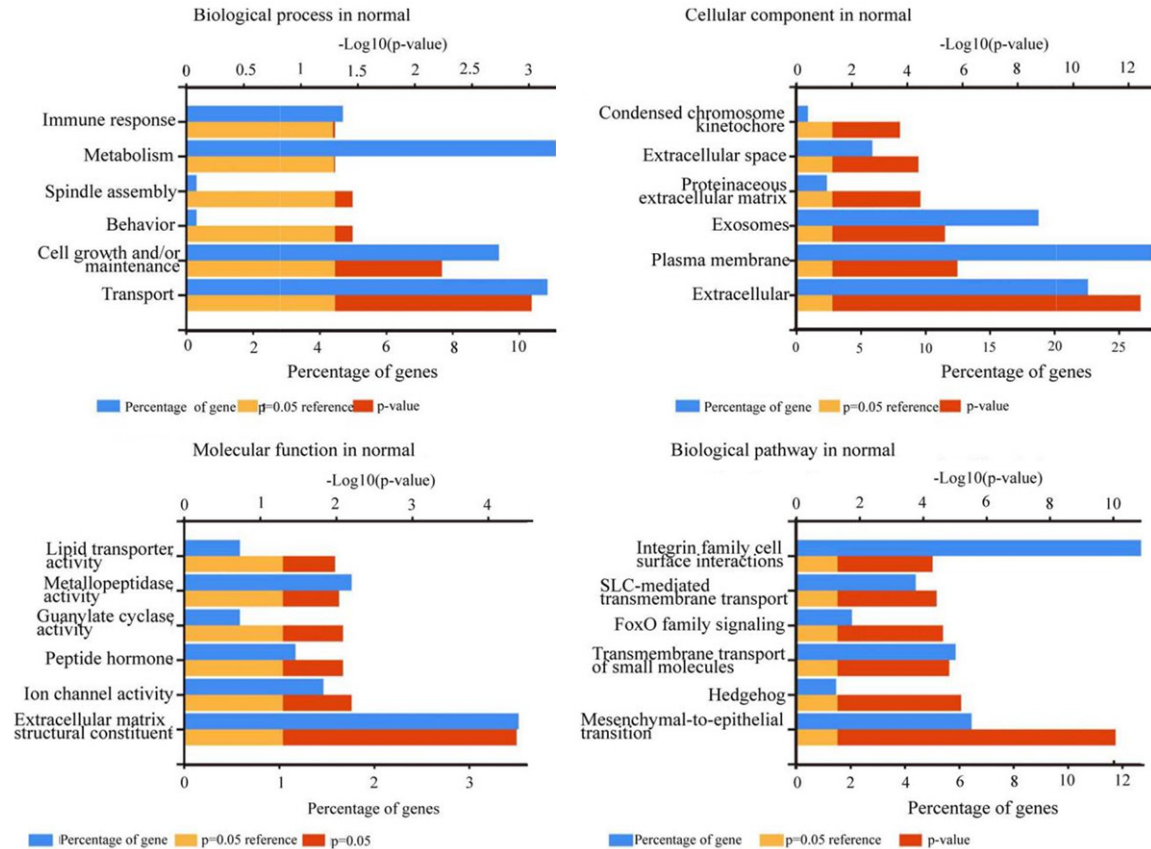 Biological process in normal
-Log10(p-value)
0 0.5 1 1.5 2 2.5 3
Immune response
Metabolism
Spindle assembly
Behavior
Cell growth and/or
maintenance
Transport
0 2 4 6 8 10
Percentage of genes
Percentage of gene p=0.05 reference p-value
Cellular component in normal
-Log10(p-value)
0 2 4 6 8 10 12
Condensed chromosome
kinetochore
Extracellular space
Proteinaceous
extracellular matrix
Exosomes
Plasma membrane
Extracellular
0 5 10 15 20 25
Percentage of genes
Percentage of gene p=0.05 reference p-value
Molecular function in normal
-Log10(p-value)
0 1 2 3 4
Lipid transporter
activity
Metallopeptidase
activity
Guanylate cyclase
activity
Peptide hormone
Ion channel activity
Extracellular matrix
structural constituent
0 1 2 3
Percentage of genes
Percentage of gene p=0.05 reference p=0.05
Biological pathway in normal
-Log10(p-value)
0 2 4 6 8 10
Integrin family cell
surface interactions
SLC-mediated
transmembrane transport
FoxO family signaling
Transmembrane transport
of small molecules
Hedgehog
Mesenchymal-to-epithelial
transition
0 2 4 6 8 10 12
Percentage of genes
Percentage of gene p=0.05 reference p-value